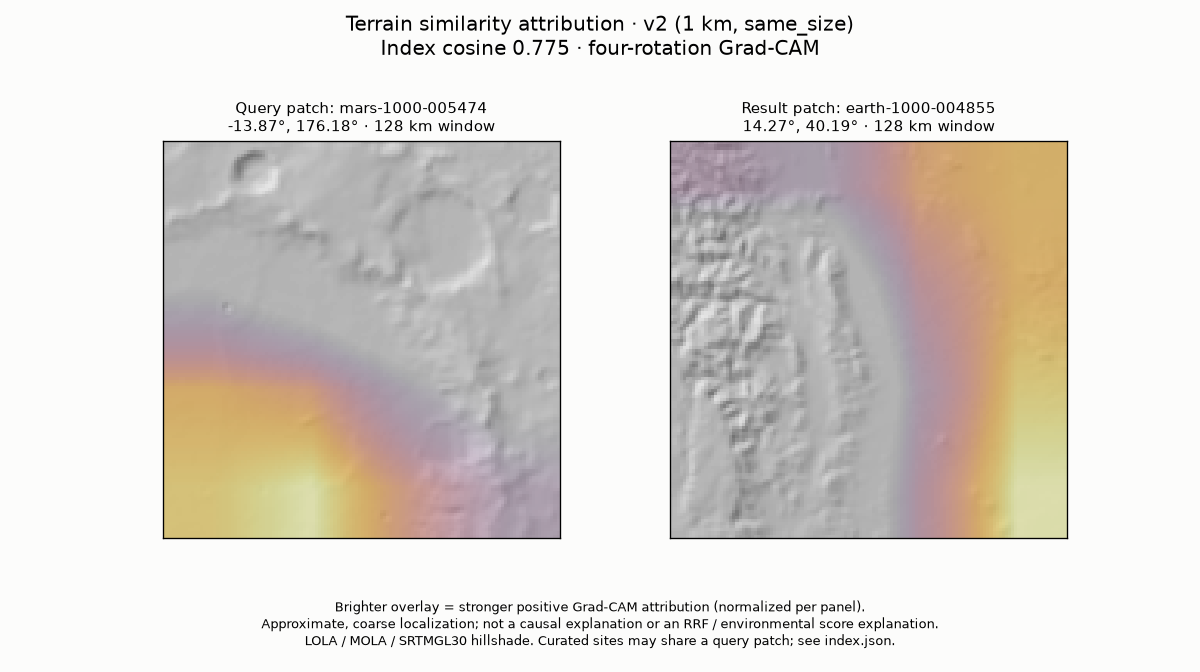 Terrain similarity attribution · v2 (1 km, same_size)
Index cosine 0.775 · four-rotation Grad-CAM
Query patch: mars-1000-005474
-13.87°, 176.18° · 128 km window
Result patch: earth-1000-004855
14.27°, 40.19° · 128 km window
Brighter overlay = stronger positive Grad-CAM attribution (normalized per panel).
Approximate, coarse localization; not a causal explanation or an RRF / environmental score explanation.
LOLA / MOLA / SRTMGL30 hillshade. Curated sites may share a query patch; see index.json.